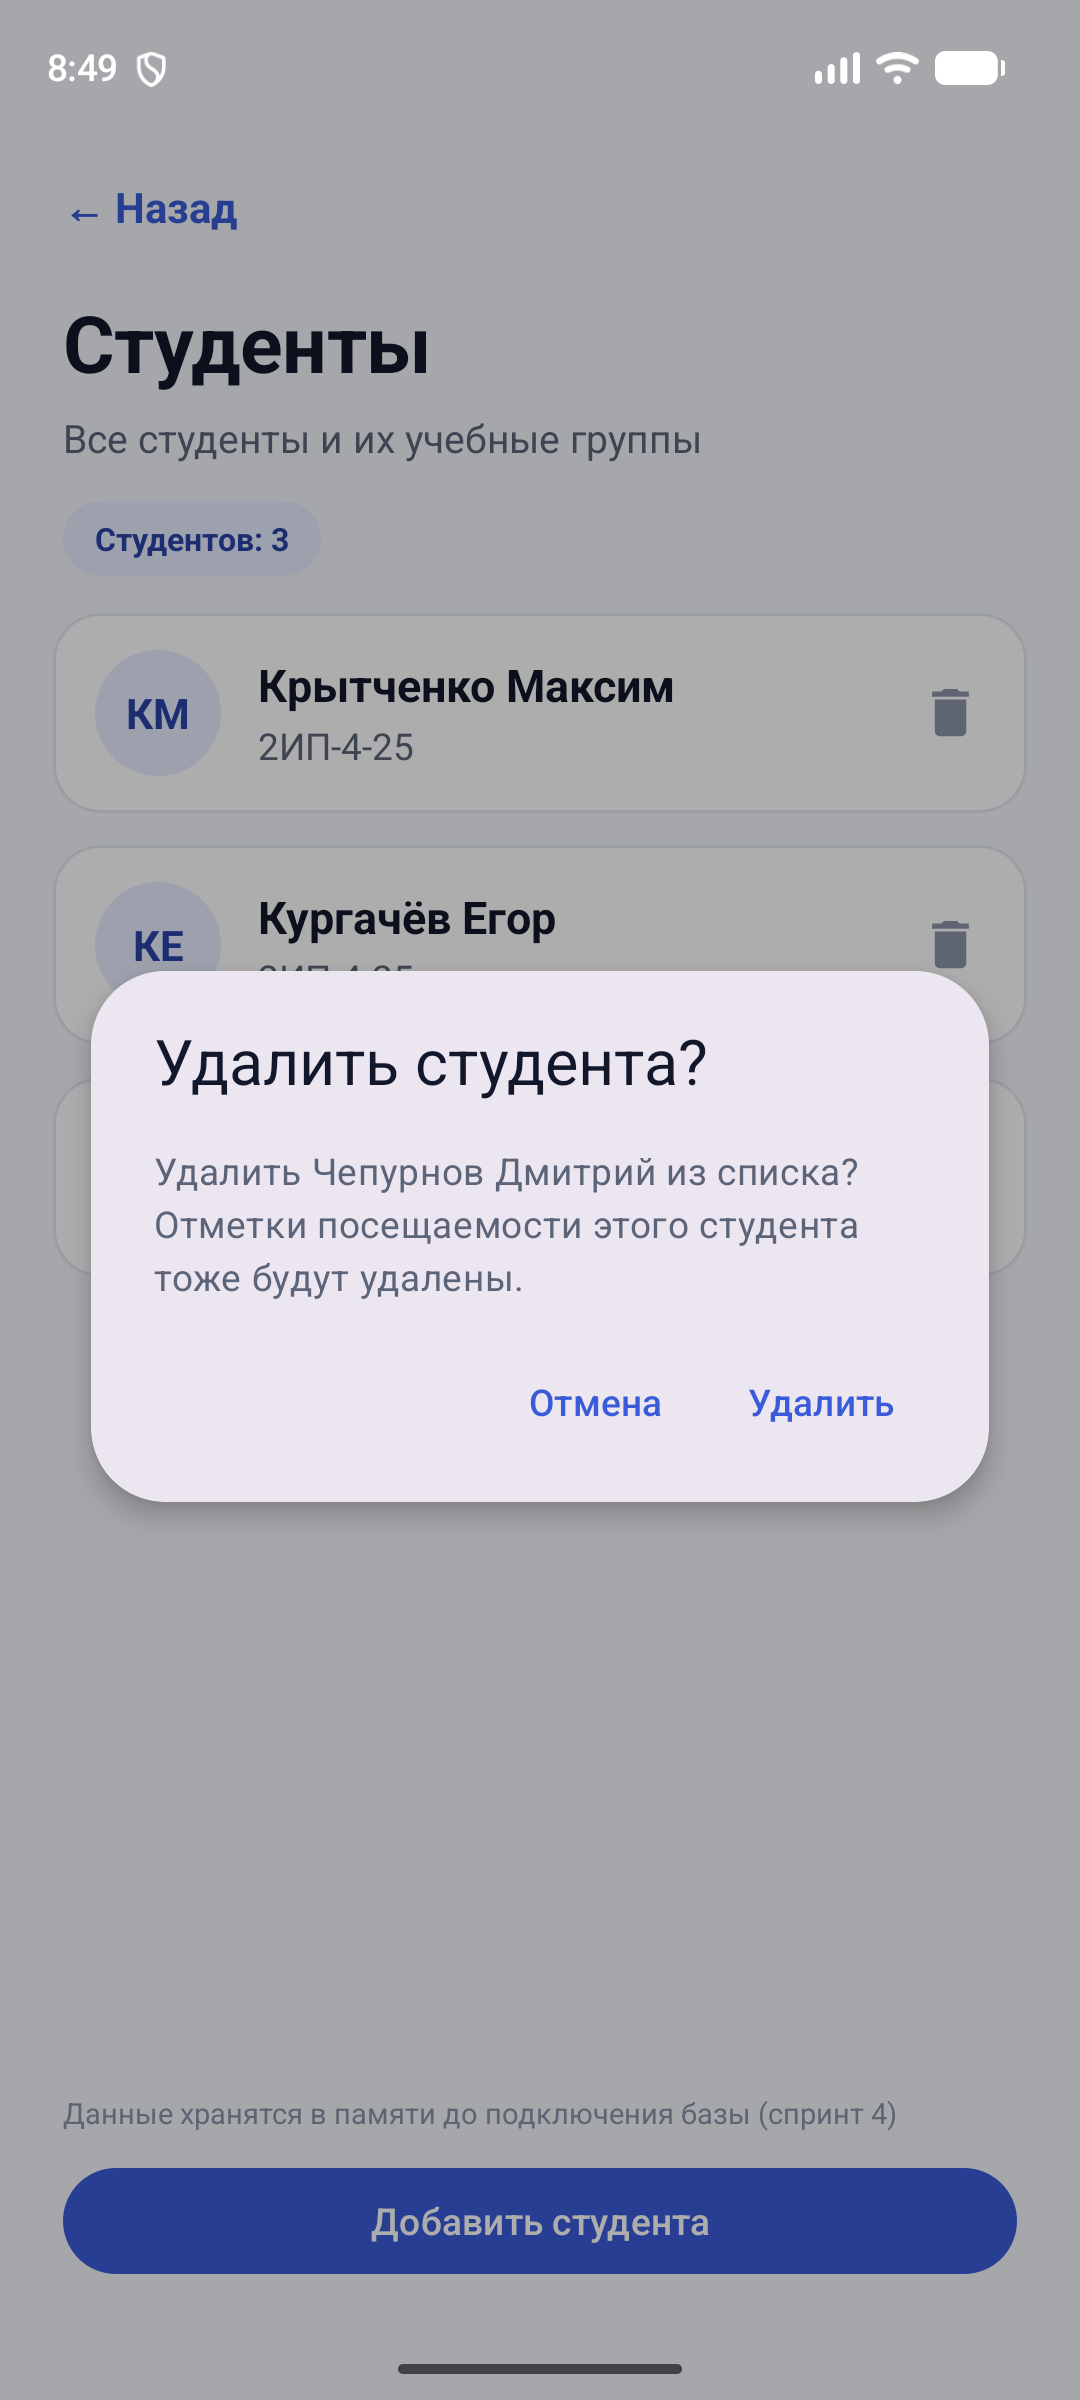 8:49
← Назад
Студенты
Все студенты и их учебные группы
Студентов: 3
КМ
Крытченко Максим
2ИП-4-25
КЕ
Кургачёв Егор
Удалить студента?
Удалить Чепурнов Дмитрий из списка?
Отметки посещаемости этого студента
тоже будут удалены.
Отмена
Удалить
Данные хранятся в памяти до подключения базы (спринт 4)
Добавить студента